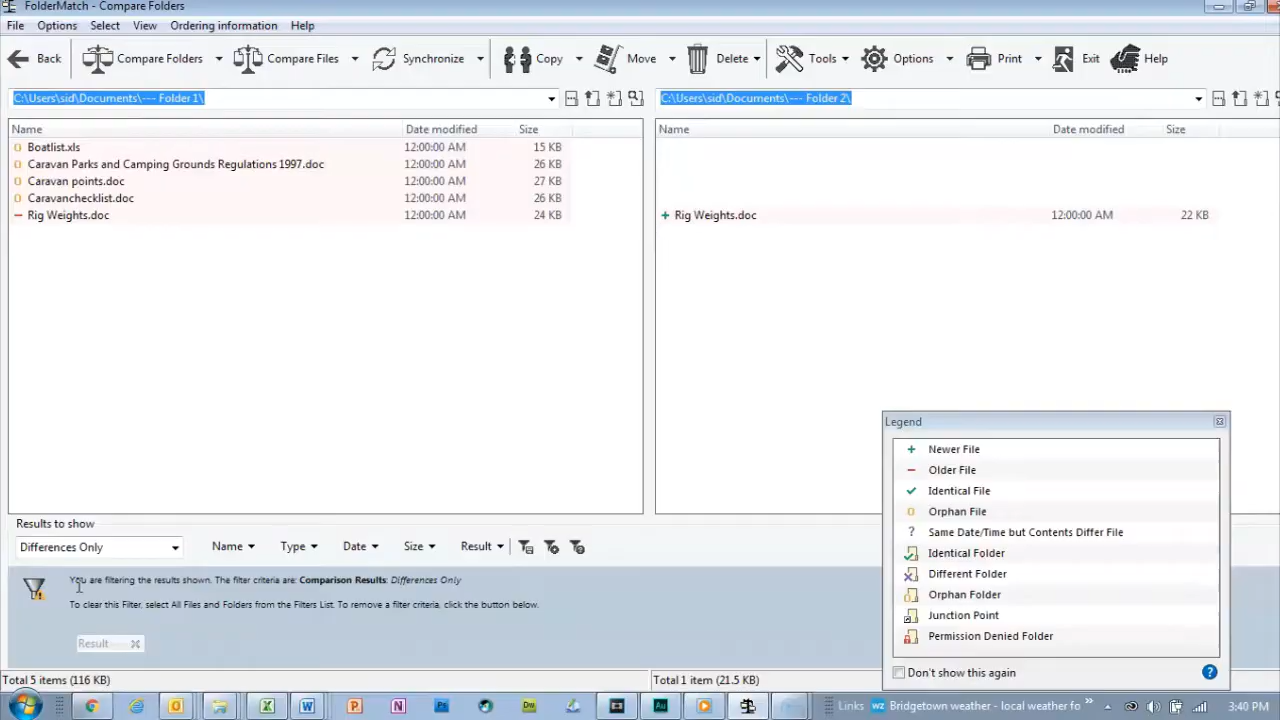 FolderMatch - Compare Folders
File Options Select View Ordering information Help
Back Compare Folders Compare Files Synchronize Copy Move Delete Tools Options Print Exit Help
C:\Users\sid\Documents\--- Folder 1\ C:\Users\sid\Documents\--- Folder 2\
Name Date modified Size Name Date modified Size
Boatlist.xls 12:00:00 AM 15 KB
Caravan Parks and Camping Grounds Regulations 1997.doc 12:00:00 AM 26 KB
Caravan points.doc 12:00:00 AM 27 KB
Caravanchecklist.doc 12:00:00 AM 26 KB
Rig Weights.doc 12:00:00 AM 24 KB Rig Weights.doc 12:00:00 AM 22 KB
Legend
Newer File
Older File
Identical File
Orphan File
? Same Date/Time but Contents Differ File
Identical Folder
Different Folder
Orphan Folder
Junction Point
Permission Denied Folder
Don't show this again
Results to show
Differences Only Name Type Date Size Result
You are filtering the results shown. The filter criteria are: Comparison Results: Differences Only
To clear this Filter, select All Files and Folders from the Filters List. To remove a filter criteria, click the button below.
Result
Total 5 items (116 KB) Total 1 item (21.5 KB)
Links Bridgetown weather - local weather fo » 3:40 PM